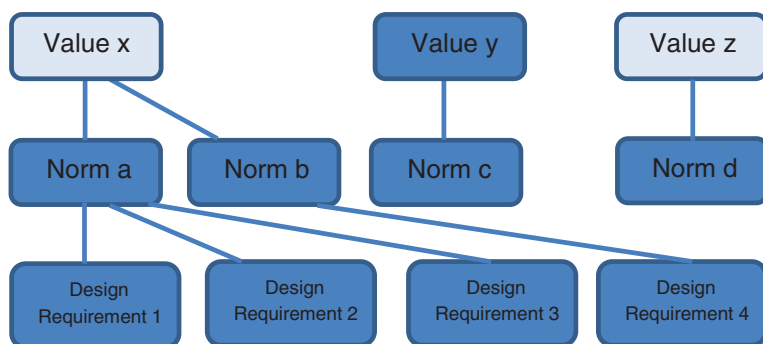 Value x
Value y
Value z
Norm a
Norm b
Norm c
Norm d
Design
Requirement 1
Design
Requirement 2
Design
Requirement 3
Design
Requirement 4